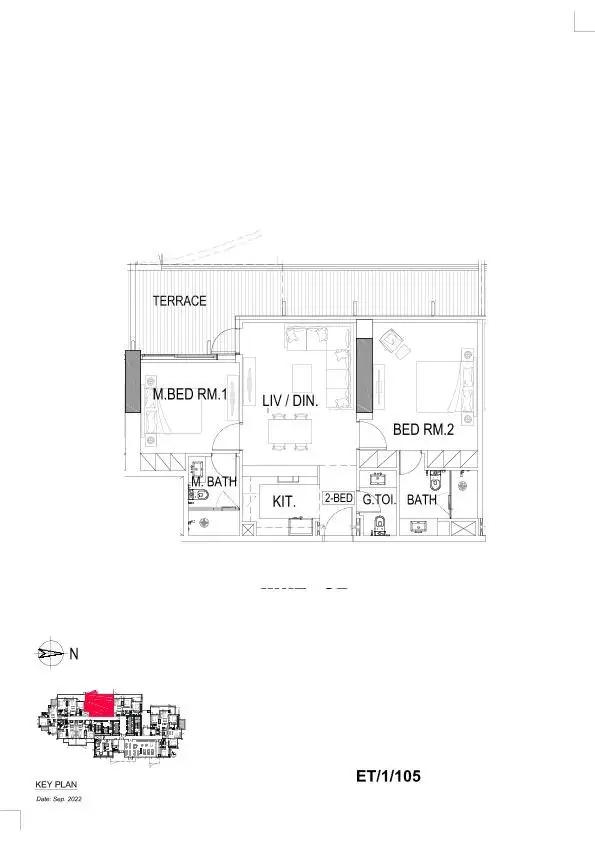 TERRACE
M.BED RM.1
LIV / DIN.
BED RM.2
M. BATH
KIT.
2-BED
G.TOI.
BATH
N
KEY PLAN
Date: Sep. 2022
ET/1/105